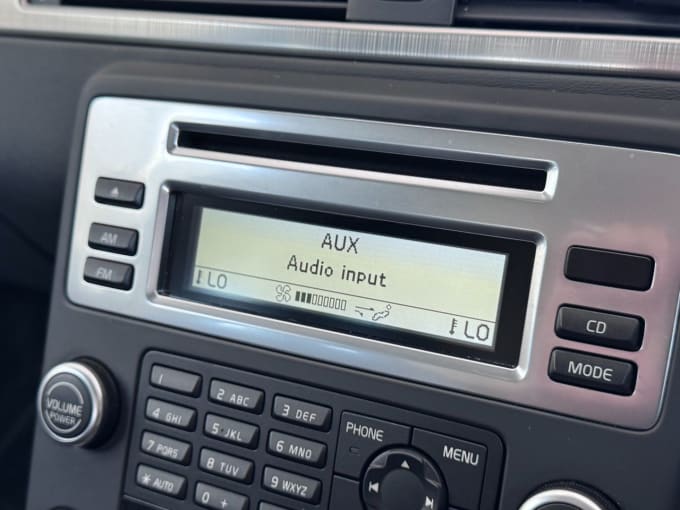 AM
FM
AUX
Audio input
LO
LO
CD
MODE
VOLUME
POWER
1
2 ABC
3 DEF
4 GHI
5 JKL
6 MNO
7 PQRS
8 TUV
9 WXYZ
* AUTO
0 +
PHONE
MENU